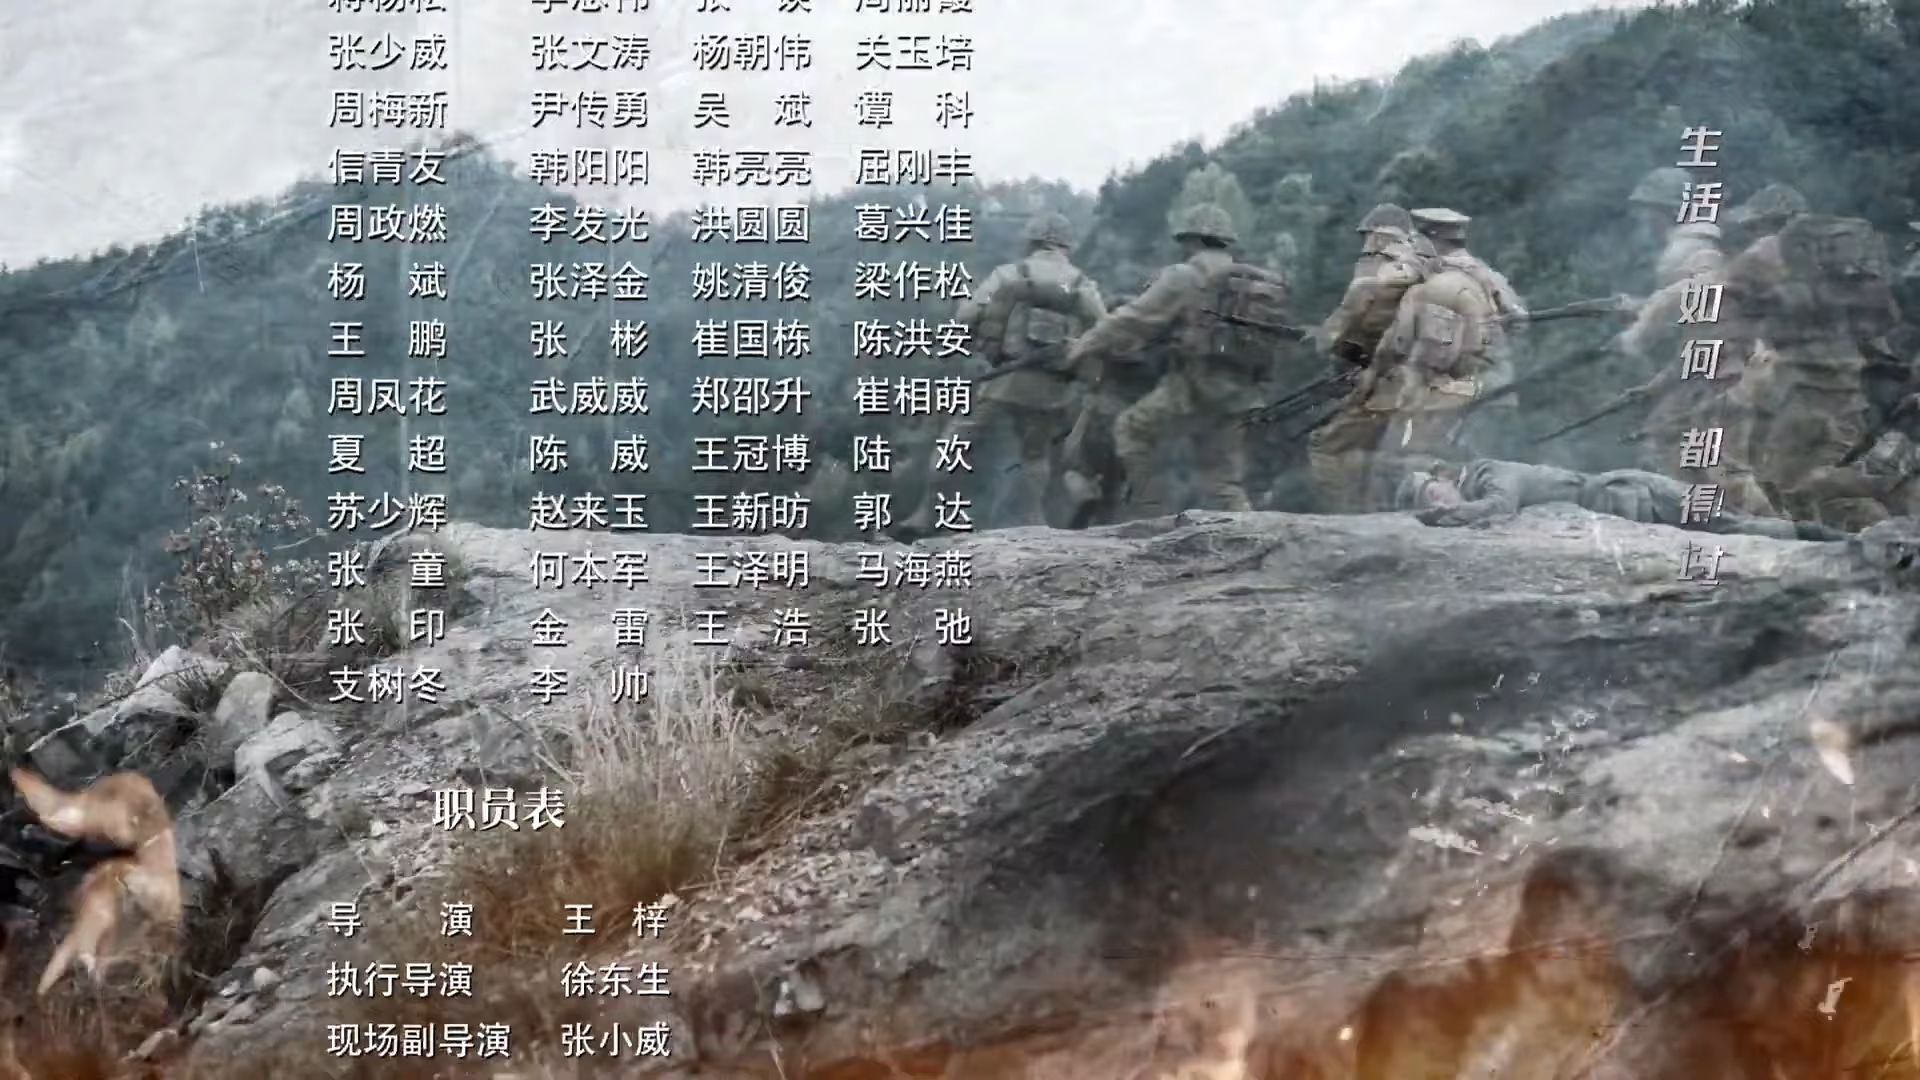 张少威 张文涛 杨朝伟 关玉培
周梅新 尹传勇 吴 斌 谭 科
信青友 韩阳阳 韩亮亮 屈刚丰
周政燃 李发光 洪圆圆 葛兴佳
杨 斌 张泽金 姚清俊 梁作松
王 鹏 张 彬 崔国栋 陈洪安
周凤花 武威威 郑邵升 崔相萌
夏 超 陈 威 王冠博 陆 欢
苏少辉 赵来玉 王新昉 郭 达
张 童 何本军 王泽明 马海燕
张 印 金 雷 王 浩 张 弛
支树冬 李 帅
职员表
导 演 王 梓
执行导演 徐东生
现场副导演 张小威
生活 如何 都得过